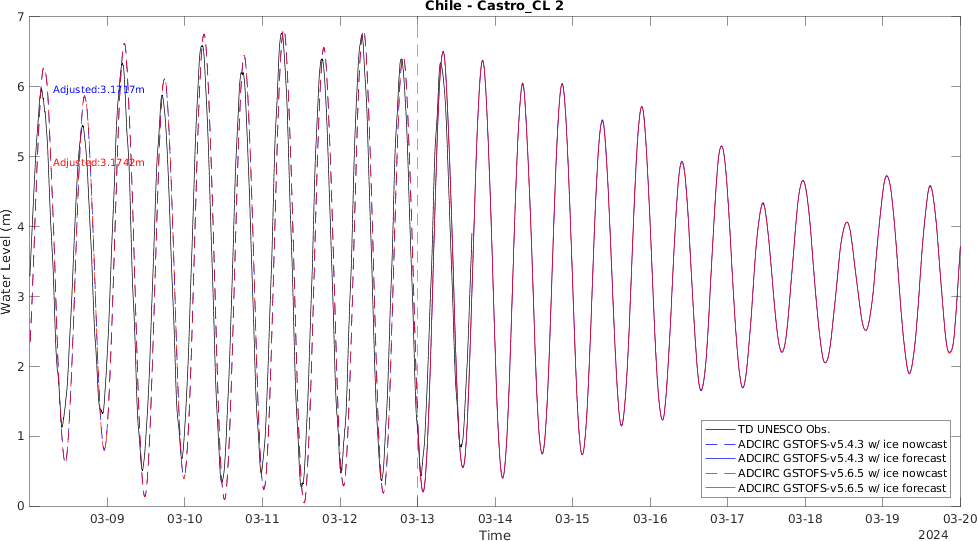 Chile - Castro_CL 2
7
6
5
4
3
2
1
0
Water Level (m)
Adjusted:3.1717m
Adjusted:3.1742m
TD UNESCO Obs.
ADCIRC GSTOFS-v5.4.3 w/ ice nowcast
ADCIRC GSTOFS-v5.4.3 w/ ice forecast
ADCIRC GSTOFS-v5.6.5 w/ ice nowcast
ADCIRC GSTOFS-v5.6.5 w/ ice forecast
03-09 03-10 03-11 03-12 03-13 03-14 03-15 03-16 03-17 03-18 03-19 03-20
Time
2024